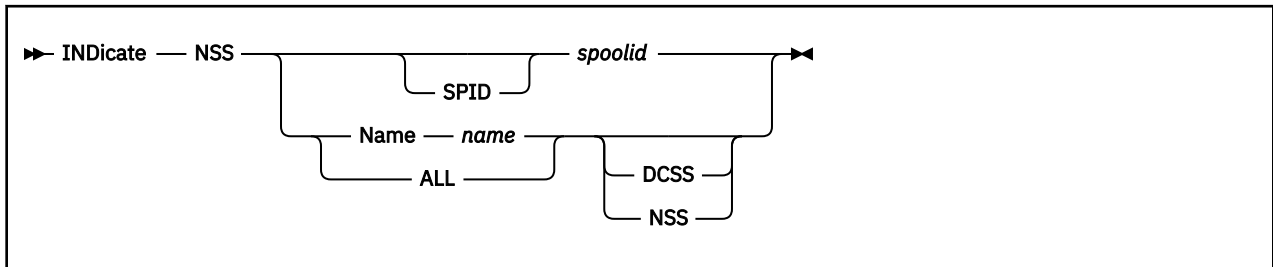 INDicate NSS spoolid
SPID
Name name
ALL
DCSS
NSS